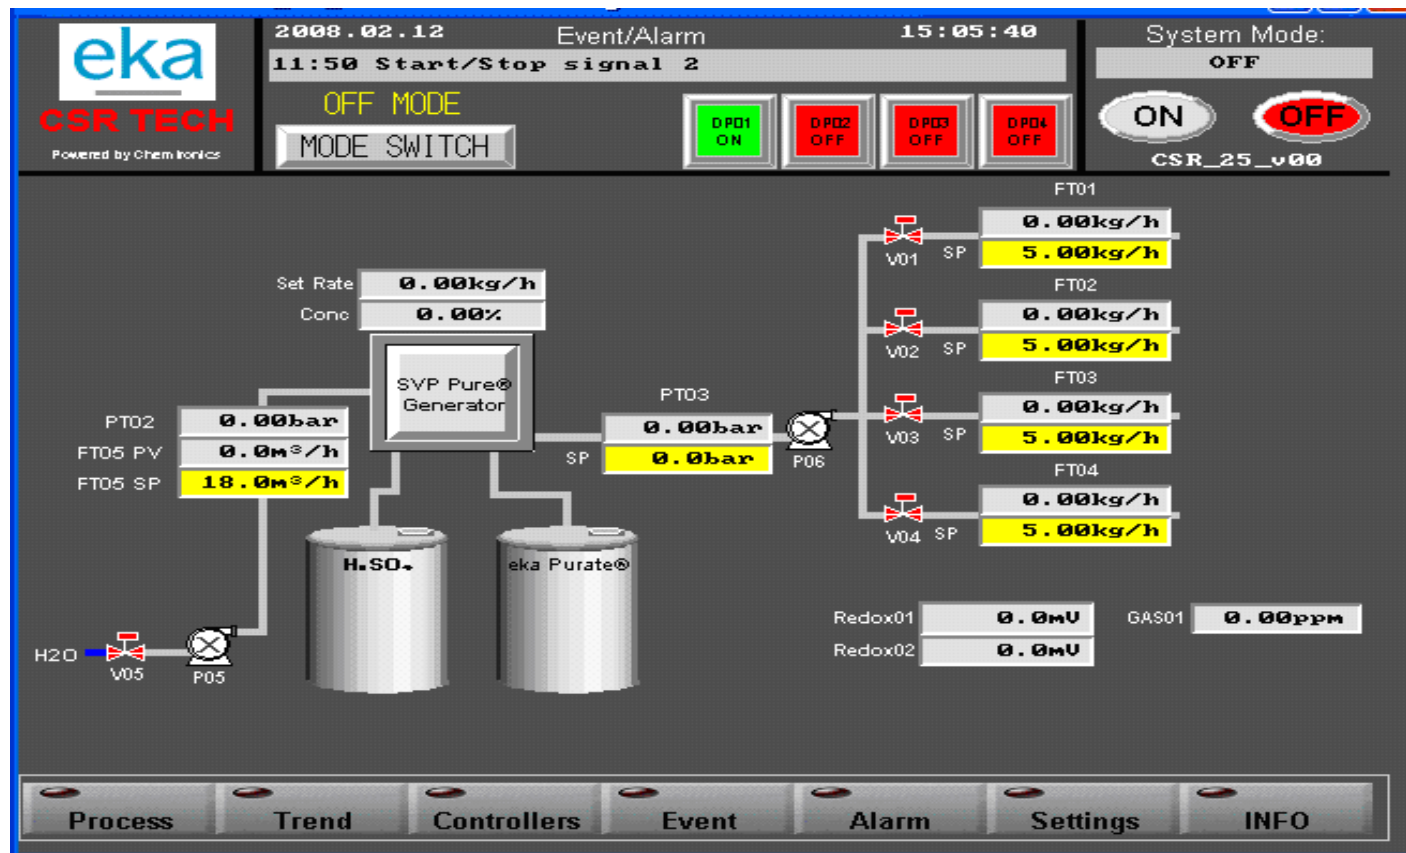 eka
CSR TECH
Powered by Chemtronics
2008.02.12 Event/Alarm 15:05:40
11:50 Start/Stop signal 2
OFF MODE
MODE SWITCH
DP01 ON
DP02 OFF
DP03 OFF
DP04 OFF
System Mode:
OFF
ON OFF
CSR_25_v00
Set Rate 0.00kg/h
Conc 0.00%
SVP Pure®
Generator
PT02 0.00bar
FT05 PV 0.0m³/h
FT05 SP 18.0m³/h
PT03
0.00bar
SP 0.0bar
P06
FT01
0.00kg/h
V01 SP 5.00kg/h
FT02
0.00kg/h
V02 SP 5.00kg/h
FT03
0.00kg/h
V03 SP 5.00kg/h
FT04
0.00kg/h
V04 SP 5.00kg/h
H₂SO₄
eka Purate®
H2O
V05
P05
Redox01 0.0mV
Redox02 0.0mV
GAS01 0.00ppm
Process Trend Controllers Event Alarm Settings INFO